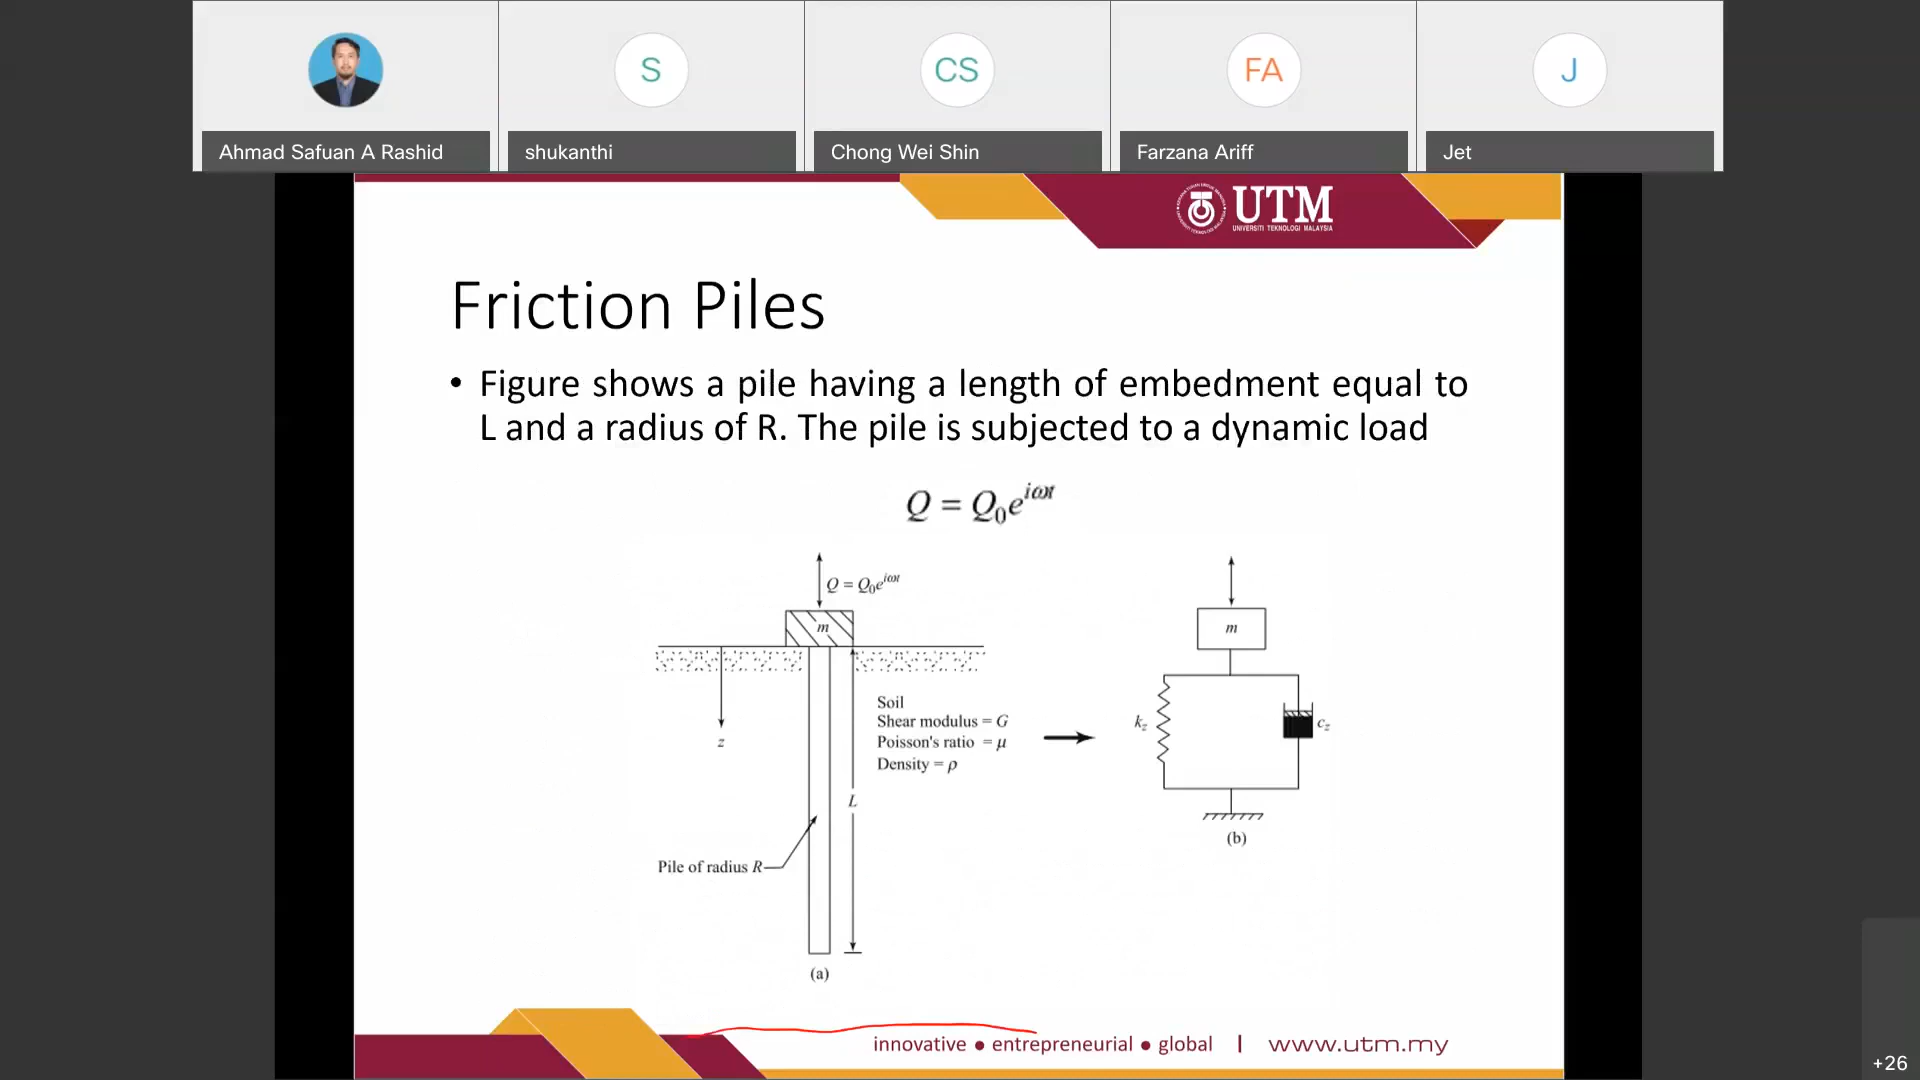 S
CS
FA
J
Ahmad Safuan A Rashid
shukanthi
Chong Wei Shin
Farzana Ariff
Jet
UTM
UNIVERSITI TEKNOLOGI MALAYSIA
Friction Piles
• Figure shows a pile having a length of embedment equal to
L and a radius of R. The pile is subjected to a dynamic load
Q = Q₀e^{iωt}
Q = Q₀e^{iωt}
m
m
Soil
Shear modulus = G
Poisson's ratio = μ
Density = ρ
z
k_z
c_z
L
Pile of radius R
(b)
(a)
innovative ● entrepreneurial ● global | www.utm.my
+26